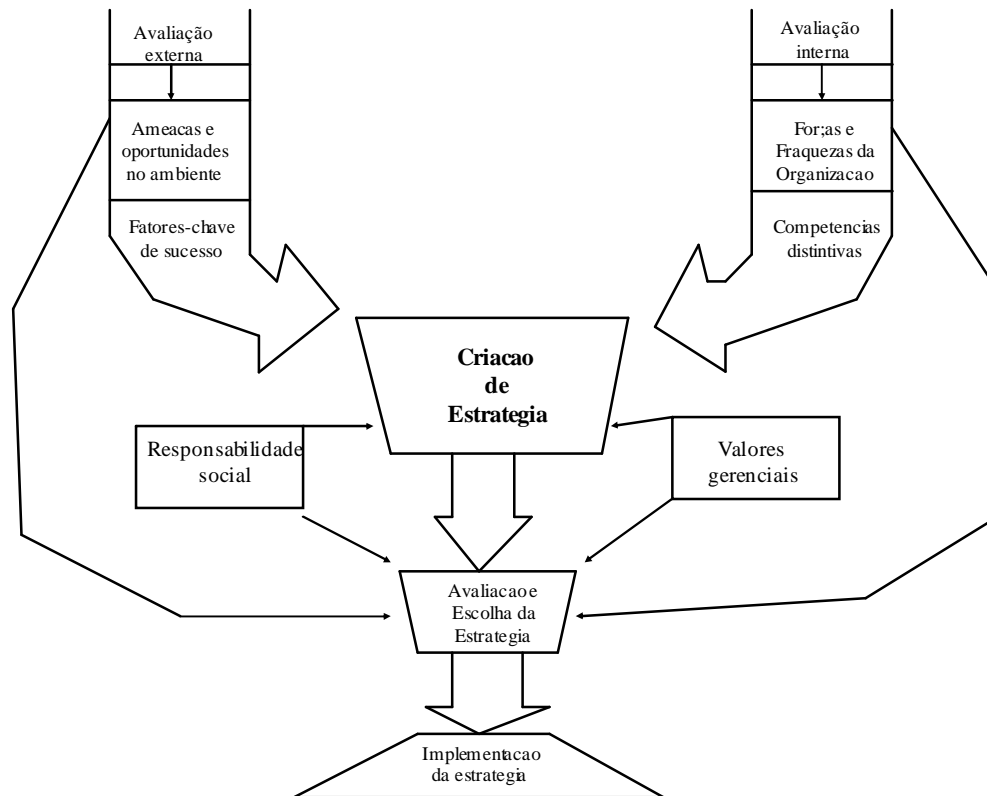 Avaliação
externa
Ameacas e
oportunidades
no ambiente
Fatores-chave
de sucesso
Avaliação
interna
For;as e
Fraquezas da
Organizacao
Competencias
distintivas
Criacao
de
Estrategia
Responsabilidade
social
Valores
gerenciais
Avaliacao e
Escolha da
Estrategia
Implementacao
da estrategia